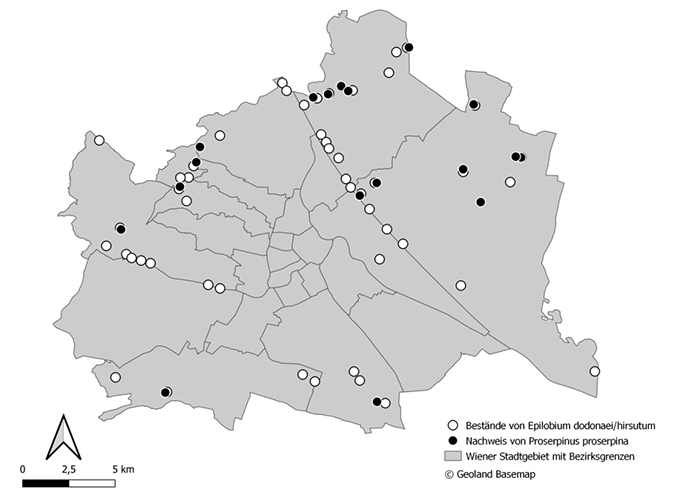 Bestände von Epilobium dodonaei/hirsutum
Nachweis von Proserpinus proserpina
Wiener Stadtgebiet mit Bezirksgrenzen
© Geoland Basemap
0 2,5 5 km